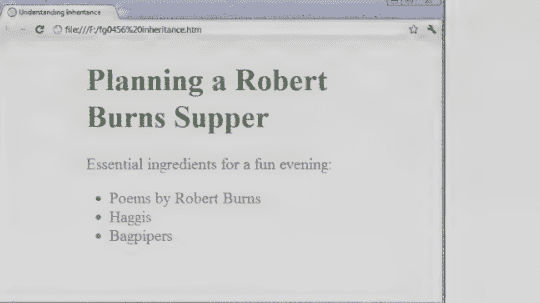 Understanding Inheritance
file:///F:/fg0456%20inheritance.htm
Planning a Robert
Burns Supper
Essential ingredients for a fun evening:
Poems by Robert Burns
Haggis
Bagpipers